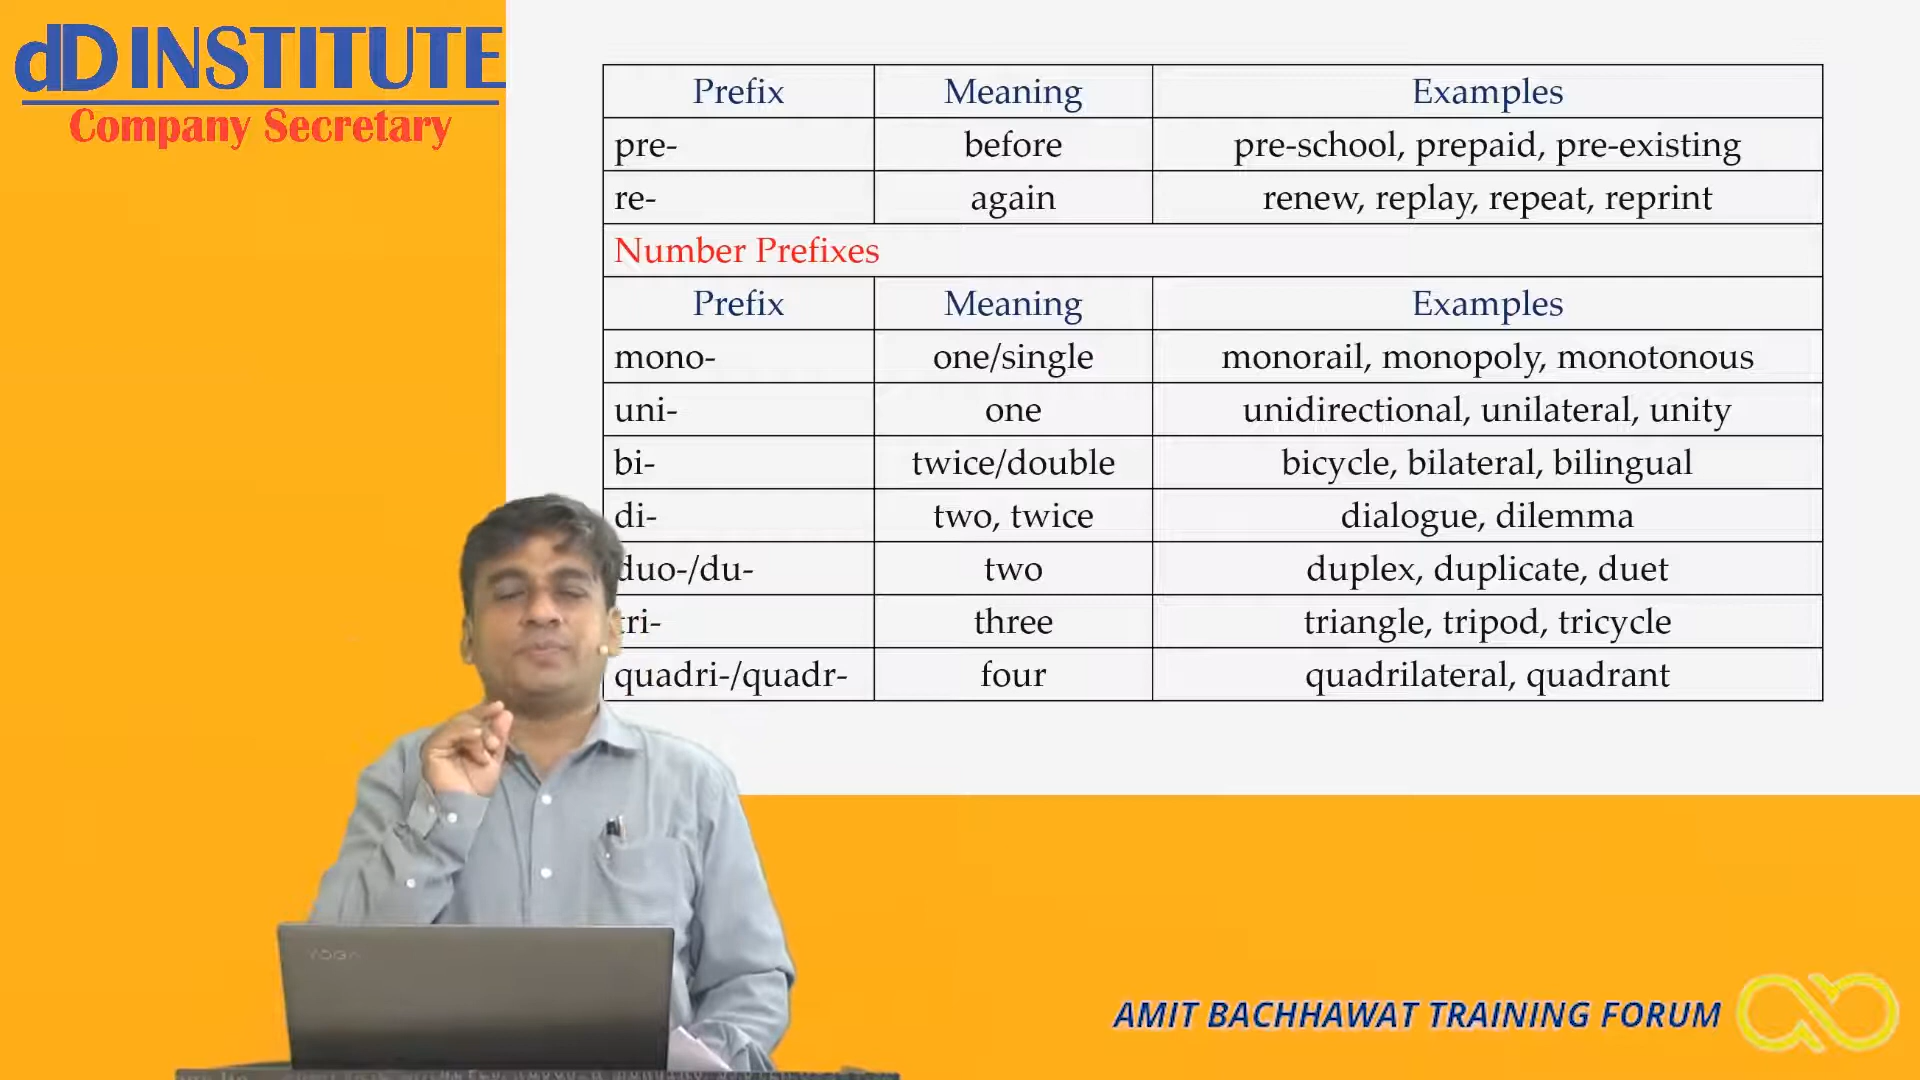 dD INSTITUTE
Company Secretary
Prefix Meaning Examples
pre- before pre-school, prepaid, pre-existing
re- again renew, replay, repeat, reprint
Number Prefixes
Prefix Meaning Examples
mono- one/single monorail, monopoly, monotonous
uni- one unidirectional, unilateral, unity
bi- twice/double bicycle, bilateral, bilingual
di- two, twice dialogue, dilemma
duo-/du- two duplex, duplicate, duet
tri- three triangle, tripod, tricycle
quadri-/quadr- four quadrilateral, quadrant
YOGA
AMIT BACHHAWAT TRAINING FORUM